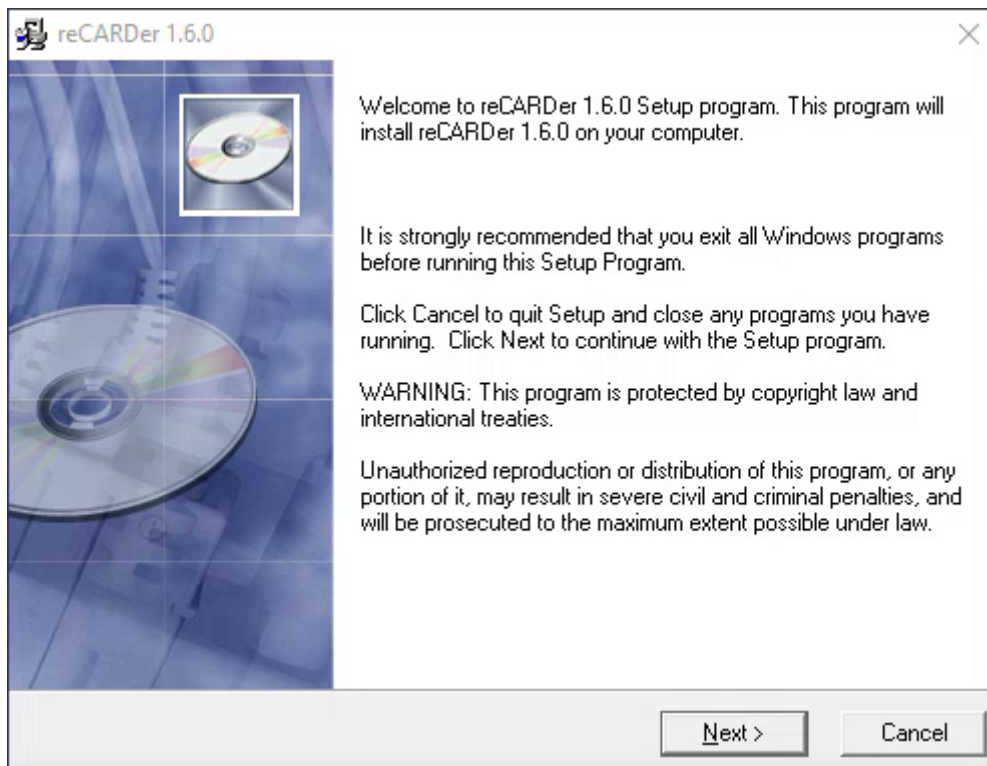 reCARDer 1.6.0
Welcome to reCARDer 1.6.0 Setup program. This program will
install reCARDer 1.6.0 on your computer.
It is strongly recommended that you exit all Windows programs
before running this Setup Program.
Click Cancel to quit Setup and close any programs you have
running.  Click Next to continue with the Setup program.
WARNING: This program is protected by copyright law and
international treaties.
Unauthorized reproduction or distribution of this program, or any
portion of it, may result in severe civil and criminal penalties, and
will be prosecuted to the maximum extent possible under law.
Next >
Cancel